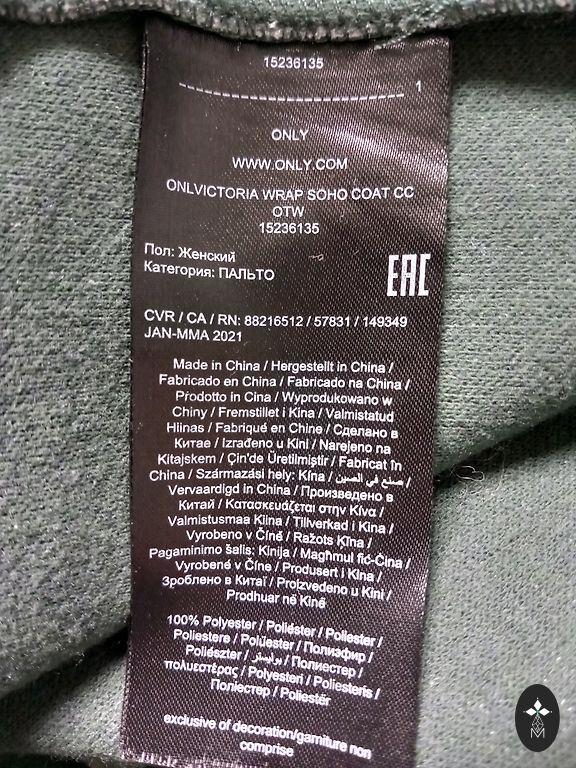 15236135
1
ONLY
WWW.ONLY.COM
ONLVICTORIA WRAP SOHO COAT CC
OTW
15236135
Пол: Женский
Категория: ПАЛЬТО
EAC
CVR / CA / RN: 88216512 / 57831 / 149349
JAN-MMA 2021
Made in China / Hergestellt in China /
Fabricado en China / Fabricado na China /
Prodotto in Cina / Wyprodukowano w
Chiny / Fremstillet i Kina / Valmistatud
Hiinas / Fabriqué en Chine / Сделано в
Китае / Izrađeno u Kini / Narejeno na
Kitajskem / Çin'de Üretilmiştir / Fabricat în
China / Származási hely: Kína / صنع في الصين /
Vervaardigd in China / Произведено в
Китай / Κατασκευάζεται στην Κίνα /
Valmistusmaa Kiina / Tillverkad i Kina /
Vyrobeno v Číně / Ražots Ķīna /
Pagaminimo šalis: Kinija / Magħmul fiċ-Ċina /
Vyrobené v Číne / Produsert i Kina /
Зроблено в Китаї / Proizvedeno u Kini /
Prodhuar në Kinë
100% Polyester / Poliéster / Poliester /
Poliestere / Polüester / Полиэфир /
Poliészter / بوليستر / Полиестер /
πολυεστέρας / Polyesteri / Poliesteris /
Поліестер / Poliestër
exclusive of decoration/garniture non
comprise
M